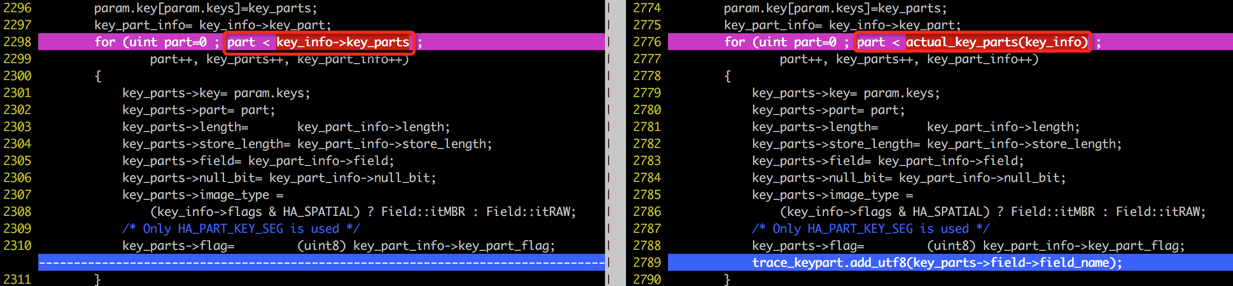 2296 param.key[param.keys]=key_parts;
2297 key_part_info= key_info->key_part;
2298 for (uint part=0 ; part < key_info->key_parts ;
2299 part++, key_parts++, key_part_info++)
2300 {
2301 key_parts->key= param.keys;
2302 key_parts->part= part;
2303 key_parts->length= key_part_info->length;
2304 key_parts->store_length= key_part_info->store_length;
2305 key_parts->field= key_part_info->field;
2306 key_parts->null_bit= key_part_info->null_bit;
2307 key_parts->image_type =
2308 (key_info->flags & HA_SPATIAL) ? Field::itMBR : Field::itRAW;
2309 /* Only HA_PART_KEY_SEG is used */
2310 key_parts->flag= (uint8) key_part_info->key_part_flag;
--------------------------------------------------------------------------------
2311 }
2774 param.key[param.keys]=key_parts;
2775 key_part_info= key_info->key_part;
2776 for (uint part=0 ; part < actual_key_parts(key_info) ;
2777 part++, key_parts++, key_part_info++)
2778 {
2779 key_parts->key= param.keys;
2780 key_parts->part= part;
2781 key_parts->length= key_part_info->length;
2782 key_parts->store_length= key_part_info->store_length;
2783 key_parts->field= key_part_info->field;
2784 key_parts->null_bit= key_part_info->null_bit;
2785 key_parts->image_type =
2786 (key_info->flags & HA_SPATIAL) ? Field::itMBR : Field::itRAW;
2787 /* Only HA_PART_KEY_SEG is used */
2788 key_parts->flag= (uint8) key_part_info->key_part_flag;
2789 trace_keypart.add_utf8(key_parts->field->field_name);
2790 }